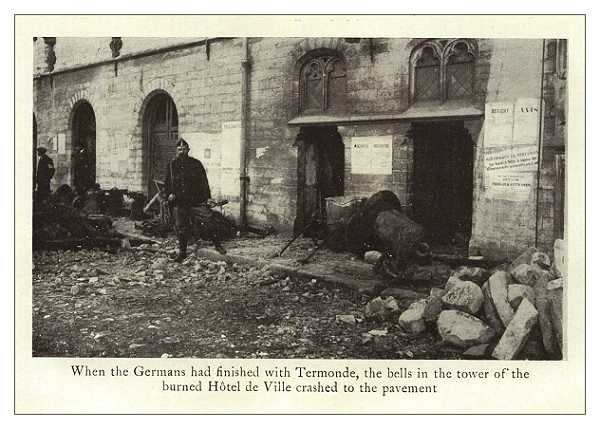 AVIS
When the Germans had finished with Termonde, the bells in the tower of the
burned Hôtel de Ville crashed to the pavement